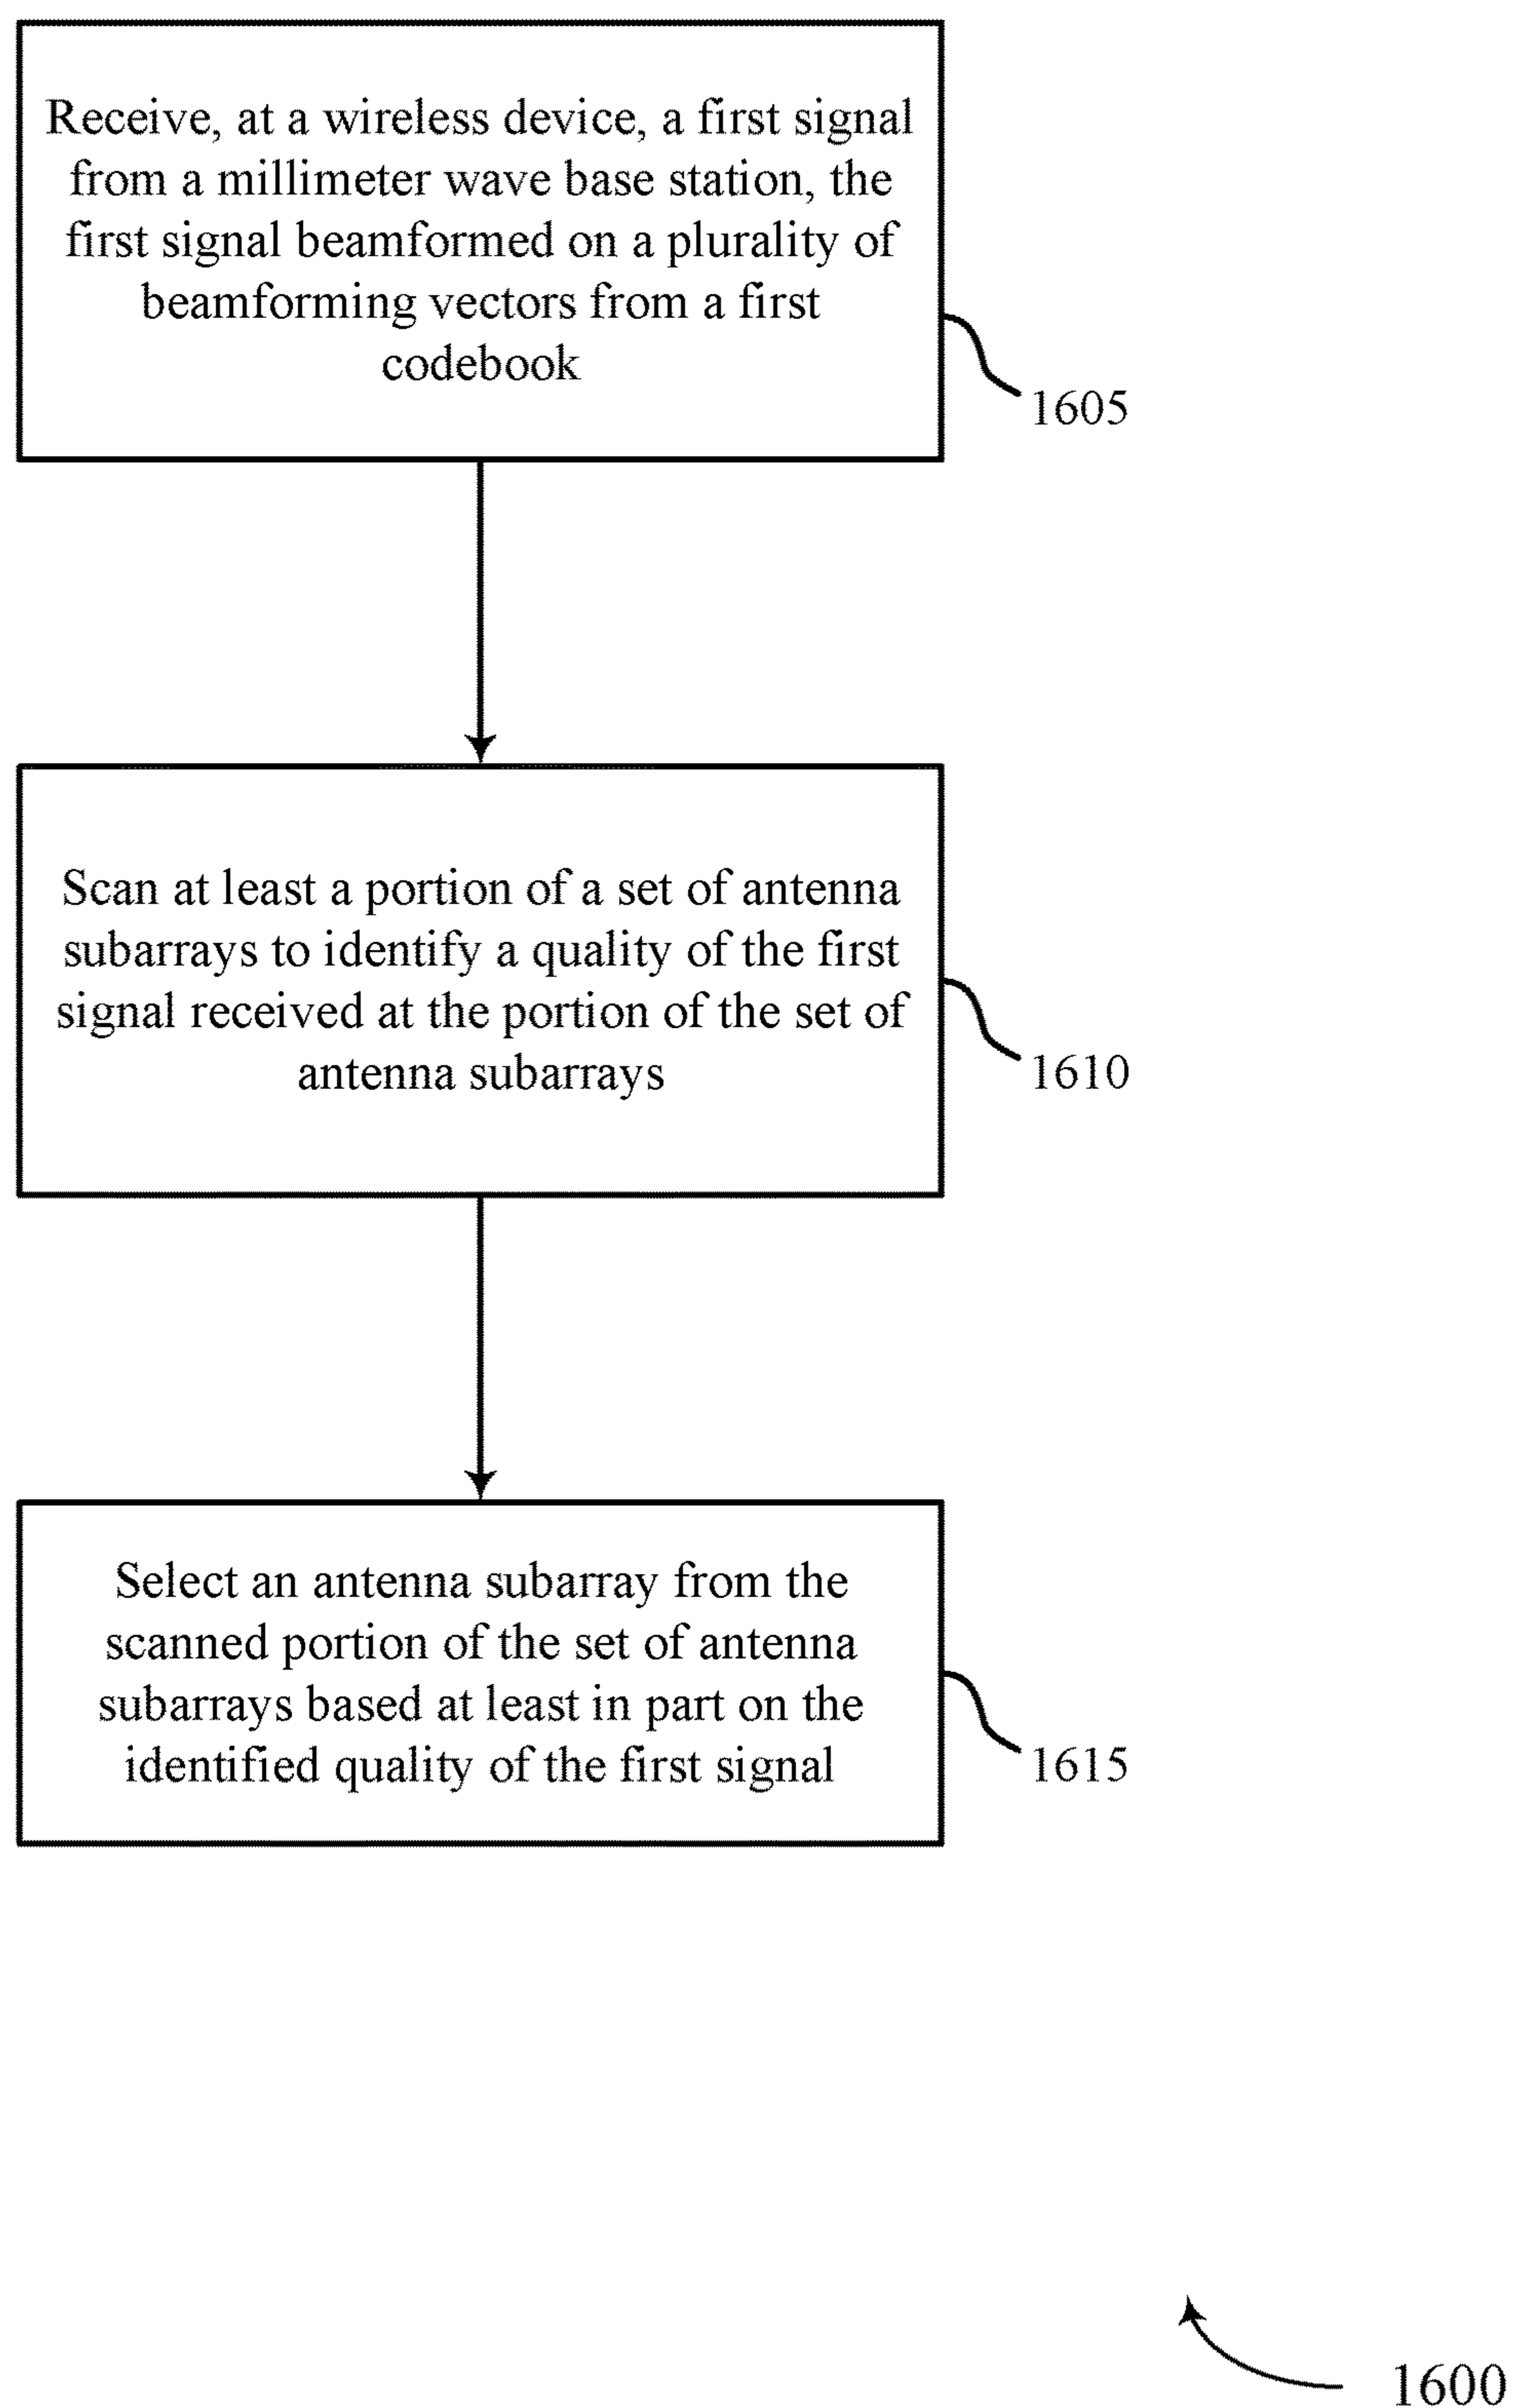 Receive, at a wireless device, a first signal
from a millimeter wave base station, the
first signal beamformed on a plurality of
beamforming vectors from a first
codebook
1605
Scan at least a portion of a set of antenna
subarrays to identify a quality of the first
signal received at the portion of the set of
antenna subarrays
1610
Select an antenna subarray from the
scanned portion of the set of antenna
subarrays based at least in part on the
identified quality of the first signal
1615
1600